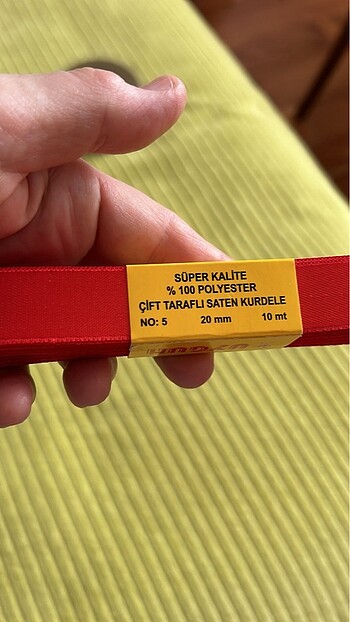 SÜPER KALİTE
% 100 POLYESTER
ÇİFT TARAFLI SATEN KURDELE
NO: 5 20 mm 10 mt